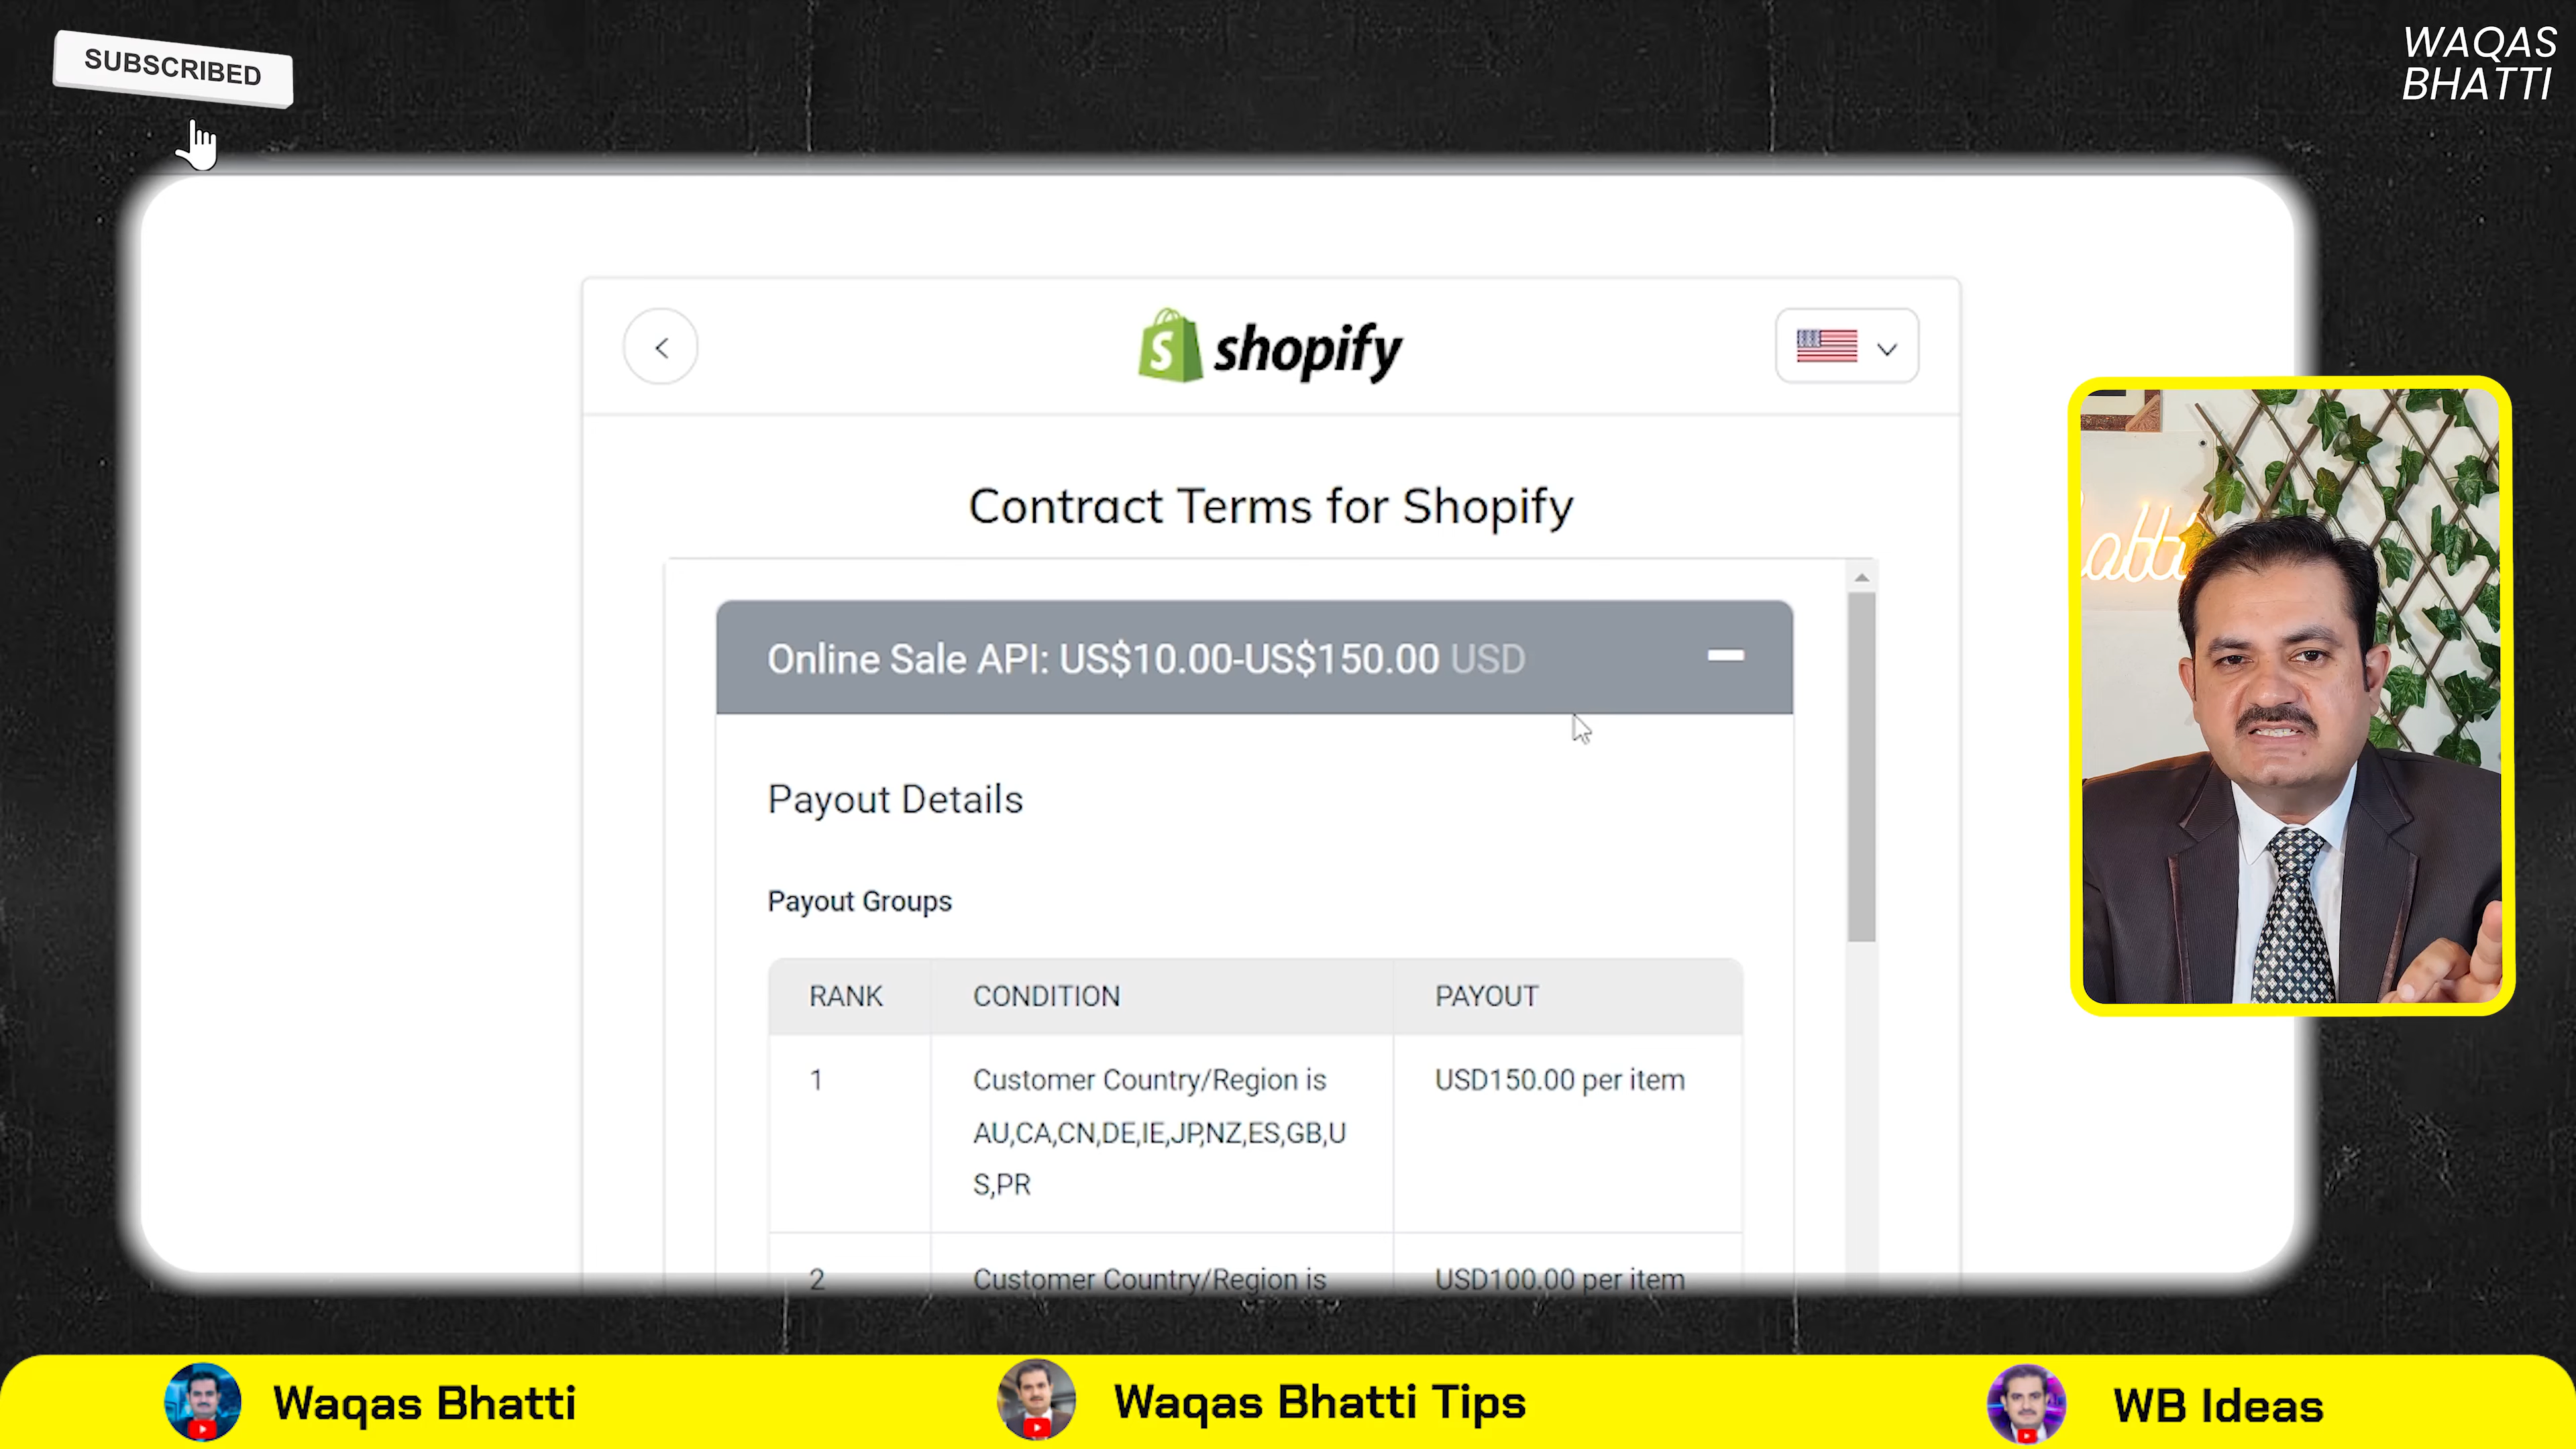 SUBSCRIBED
WAQAS
BHATTI
shopify
Contract Terms for Shopify
Online Sale API: US$10.00-US$150.00 USD
Payout Details
Payout Groups
RANK CONDITION PAYOUT
1 Customer Country/Region is USD150.00 per item
AU,CA,CN,DE,IE,JP,NZ,ES,GB,U
S,PR
2 Customer Country/Region is USD100.00 per item
atti
Waqas Bhatti
Waqas Bhatti Tips
WB Ideas